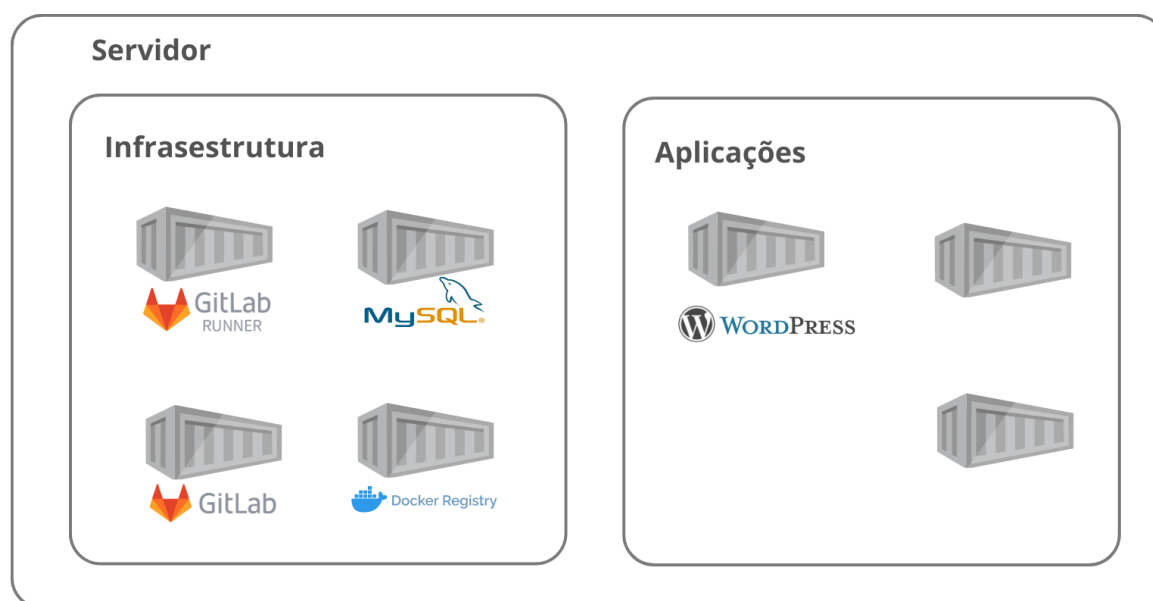 Servidor
Infrasestrutura
Aplicações
GitLab
RUNNER
MySQL
WORDPRESS
GitLab
Docker Registry